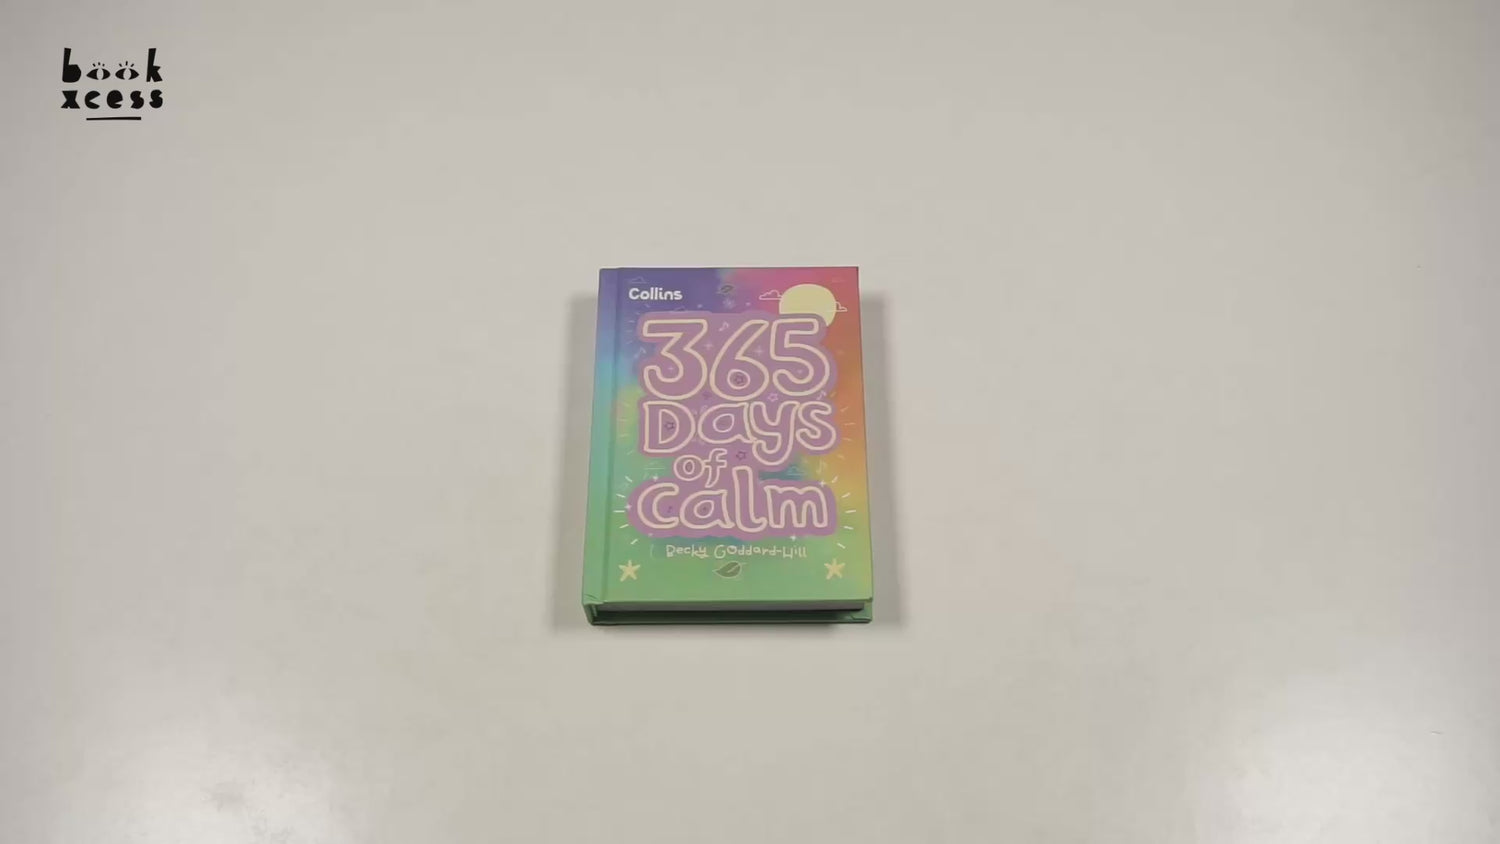 book
xcess
Collins
365
Days
of
calm
Becky Goddard-Hill